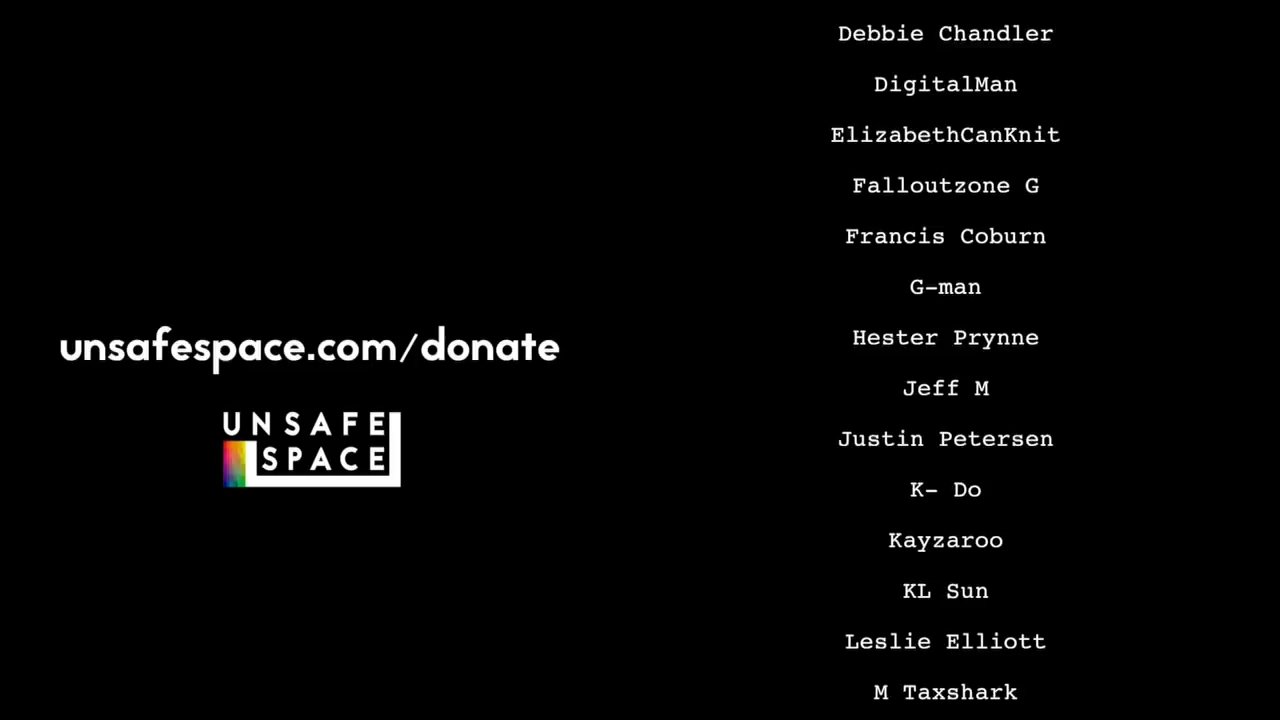 unsafespace.com/donate
UNSAFE
SPACE
Debbie Chandler
DigitalMan
ElizabethCanKnit
Falloutzone G
Francis Coburn
G-man
Hester Prynne
Jeff M
Justin Petersen
K- Do
Kayzaroo
KL Sun
Leslie Elliott
M Taxshark